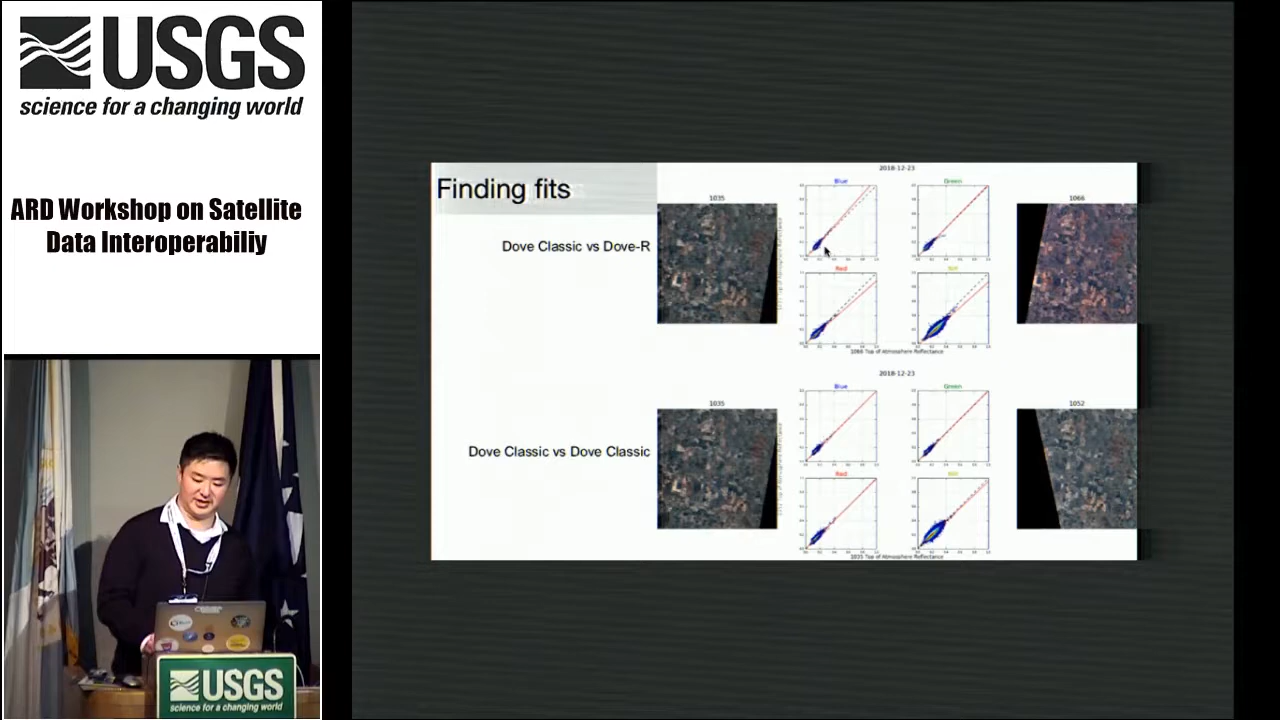 USGS
science for a changing world
ARD Workshop on Satellite
Data Interoperabiliy
Finding fits
2018-12-23
Blue
Green
1035
1066
Dove Classic vs Dove-R
Red
NIR
1066 Top of Atmosphere Reflectance
2018-12-23
Blue
Green
1035
1052
Dove Classic vs Dove Classic
Red
NIR
1035 Top of Atmosphere Reflectance
USGS
science for a changing world